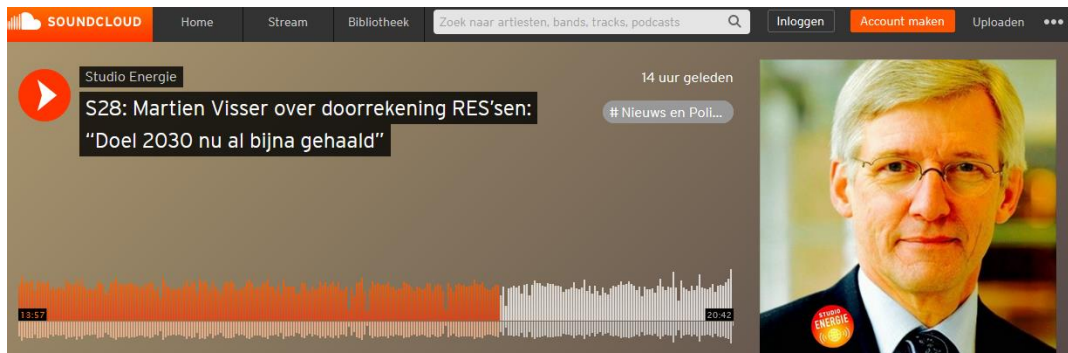 SOUNDCLOUD Home Stream Bibliotheek Zoek naar artiesten, bands, tracks, podcasts Inloggen Account maken Uploaden
Studio Energie
14 uur geleden
S28: Martien Visser over doorrekening RES'sen:
# Nieuws en Poli...
"Doel 2030 nu al bijna gehaald"
13:57
20:42
STUDIO
ENERGIE